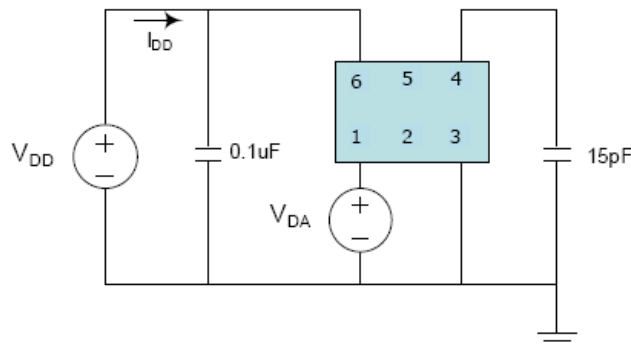 IDD
6 5 4
VDD
+
−
0.1uF
1 2 3
15pF
VDA
+
−